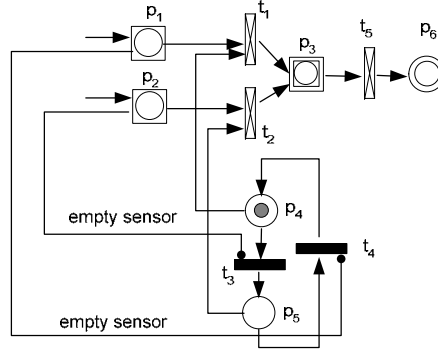 p₁ t₁
p₃ t₅ p₆
p₂
t₂
empty sensor p₄
t₄
t₃
empty sensor p₅